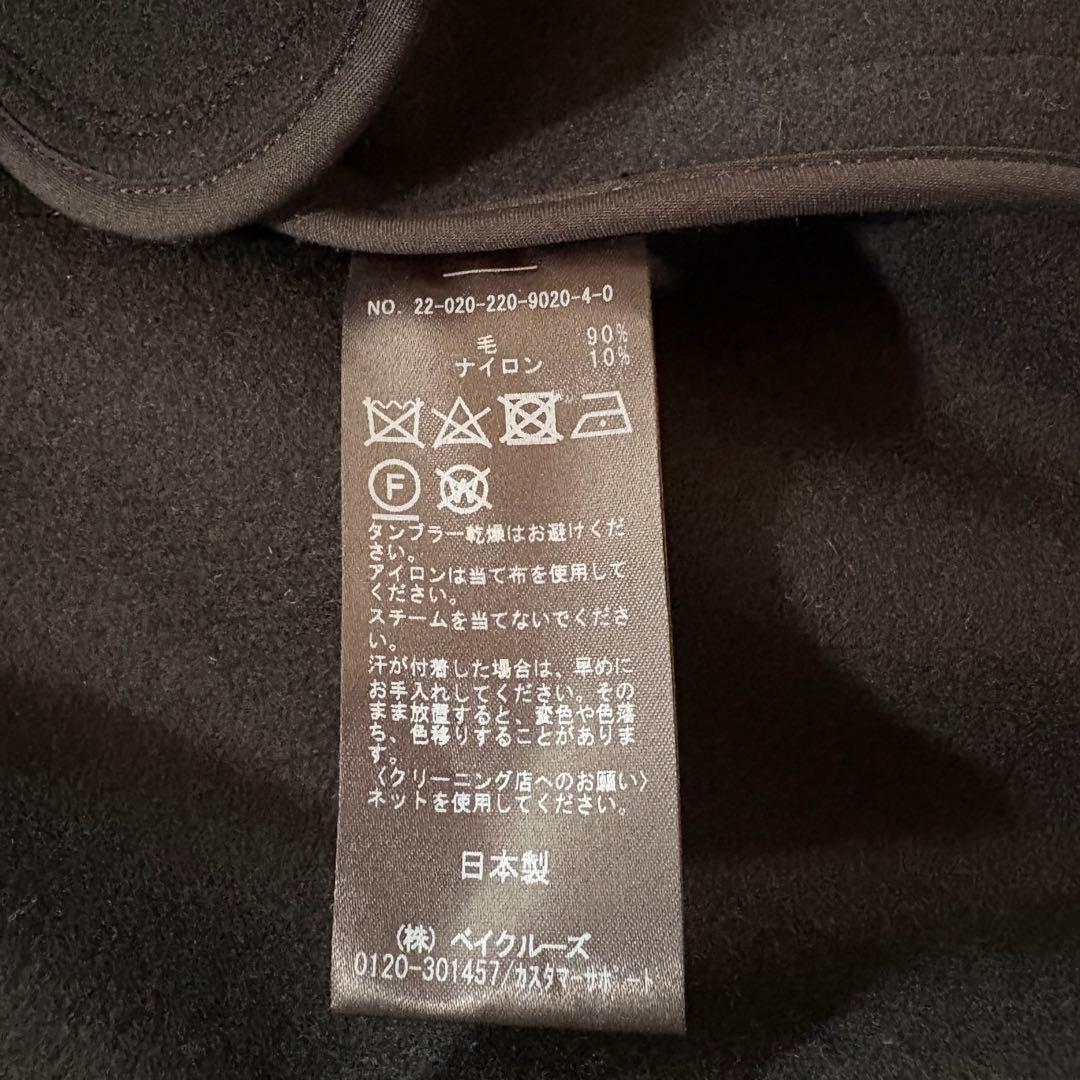 NO. 22-020-220-9020-4-0
毛 90%
ナイロン 10%
F W
タンブラー乾燥はお避けくだ
さい。
アイロンは当て布を使用して
ください。
スチームを当てないでくださ
い。
汗が付着した場合は、早めに
お手入れしてください。その
まま放置すると、変色や色落
ち、色移りすることがありま
す。
〈クリーニング店へのお願い〉
ネットを使用してください。
日本製
(株) ベイクルーズ
0120-301457/カスタマーサポート